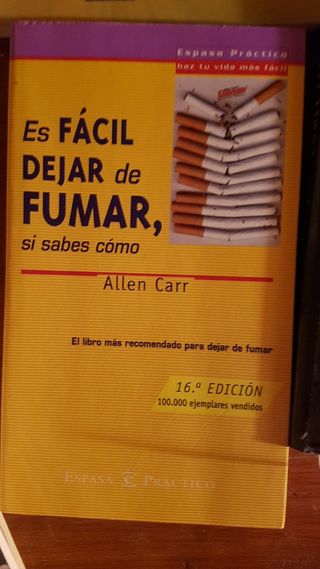 Espasa Práctico
haz tu vida más fácil
Es FÁCIL
DEJAR de
FUMAR,
si sabes cómo
Allen Carr
El libro más recomendado para dejar de fumar
16.ª EDICIÓN
100.000 ejemplares vendidos
ESPASA PRÁCTICO